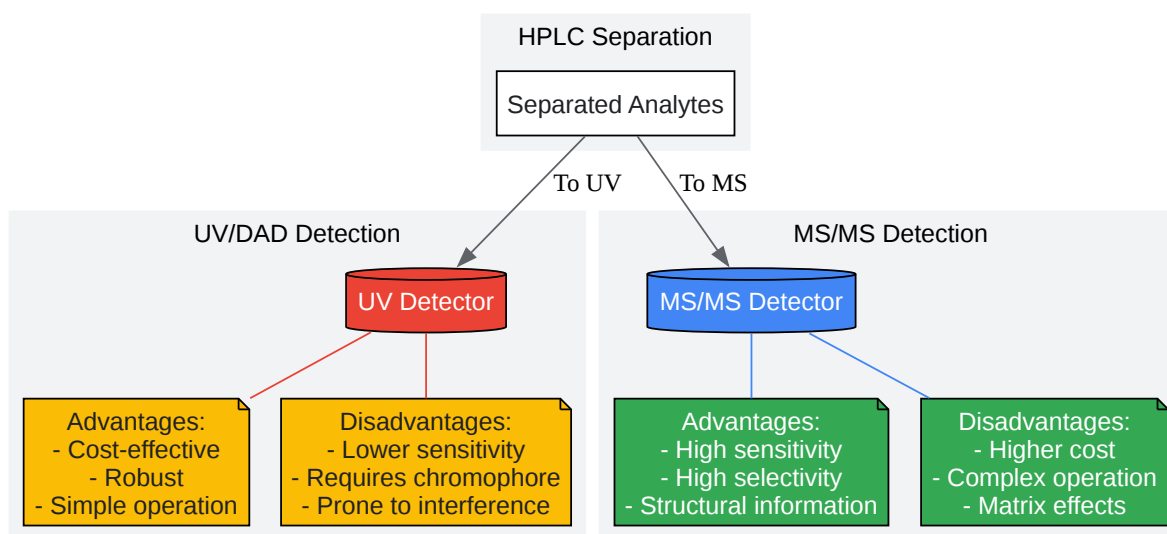 HPLC Separation
Separated Analytes
To UV
To MS
UV/DAD Detection
UV Detector
Advantages:
- Cost-effective
- Robust
- Simple operation
Disadvantages:
- Lower sensitivity
- Requires chromophore
- Prone to interference
MS/MS Detection
MS/MS Detector
Advantages:
- High sensitivity
- High selectivity
- Structural information
Disadvantages:
- Higher cost
- Complex operation
- Matrix effects